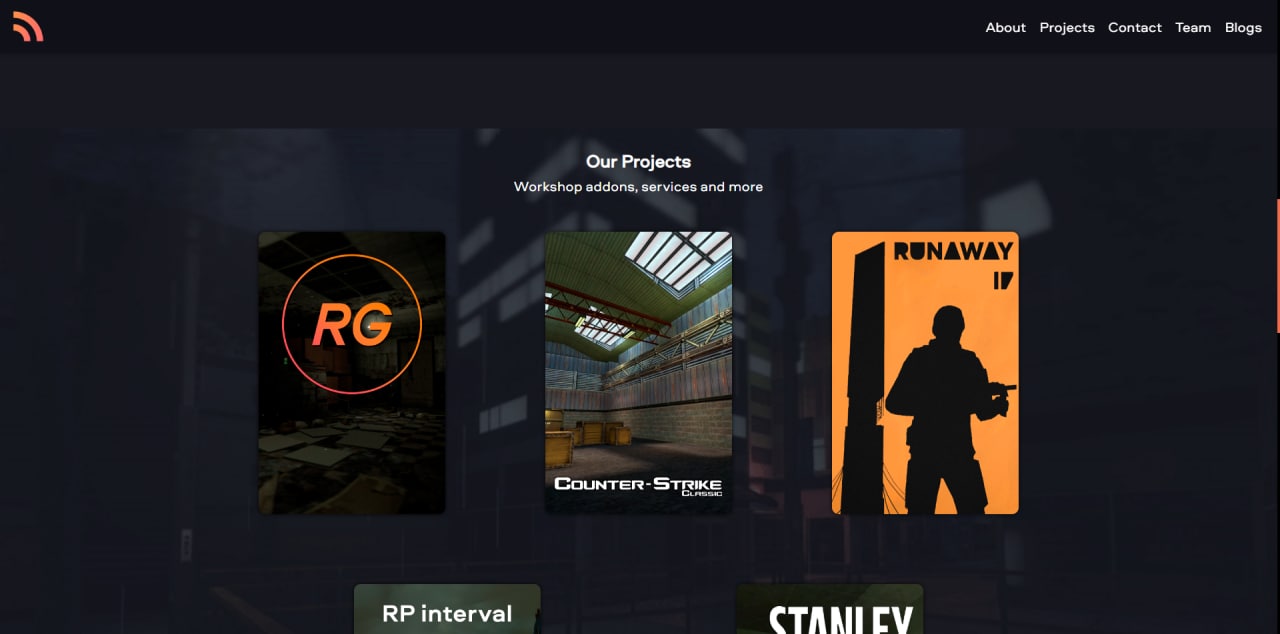 About Projects Contact Team Blogs
Our Projects
Workshop addons, services and more
RG
COUNTER-STRIKE
CLASSIC
RUNAWAY
17
RP interval
STANLEY